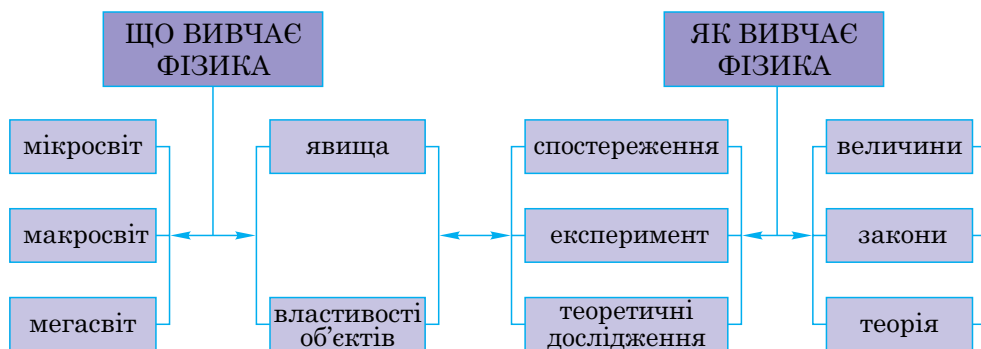 ЩО ВИВЧАЄ
ФІЗИКА
ЯК ВИВЧАЄ
ФІЗИКА
мікросвіт
явища
спостереження
величини
макросвіт
експеримент
закони
мегасвіт
властивості
об’єктів
теоретичні
дослідження
теорія